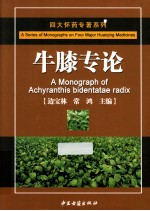 四大怀药专著系列
A Series of Monographs on Four Major Huaiqing Medicines
牛膝专论
A Monograph of
Achyranthis bidentatae radix
【边宝林 常 鸿 主编】
中医古籍出版社